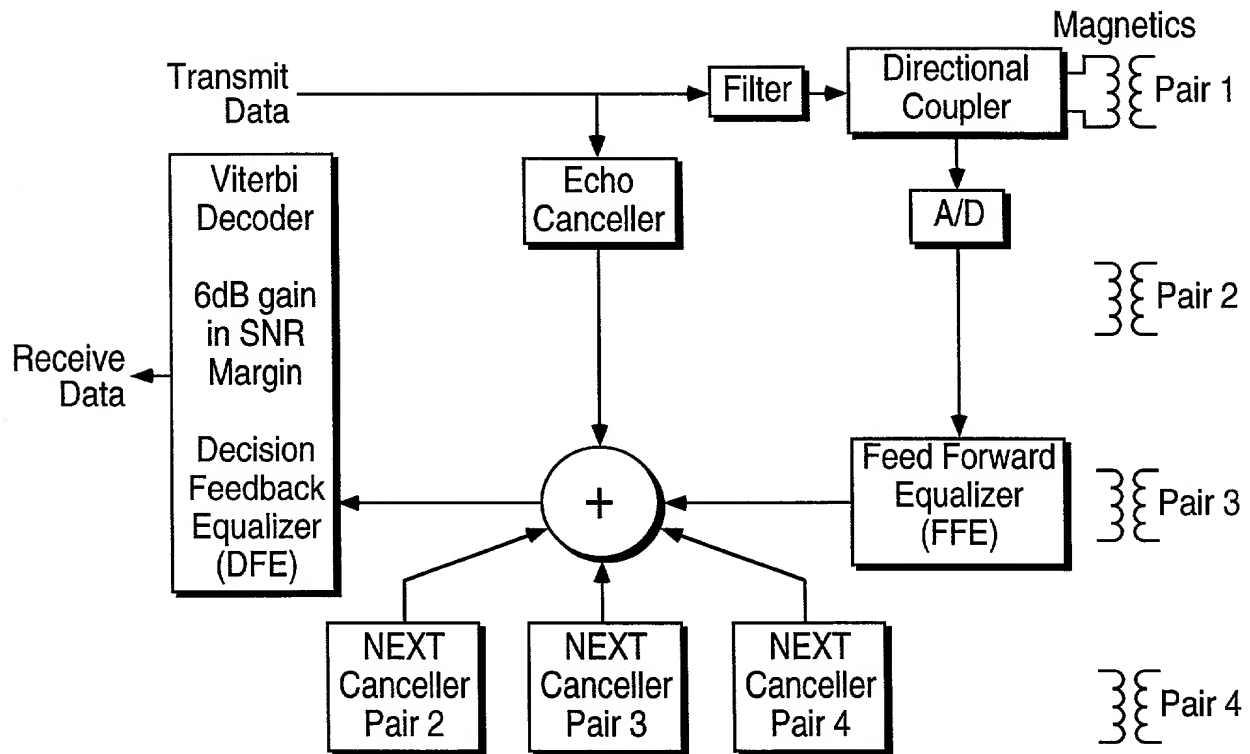 Magnetics
Transmit
Data
Filter
Directional
Coupler
Pair 1
Viterbi
Decoder
6dB gain
in SNR
Margin
Decision
Feedback
Equalizer
(DFE)
Echo
Canceller
A/D
Pair 2
Receive
Data
+
Feed Forward
Equalizer
(FFE)
Pair 3
NEXT
Canceller
Pair 2
NEXT
Canceller
Pair 3
NEXT
Canceller
Pair 4
Pair 4